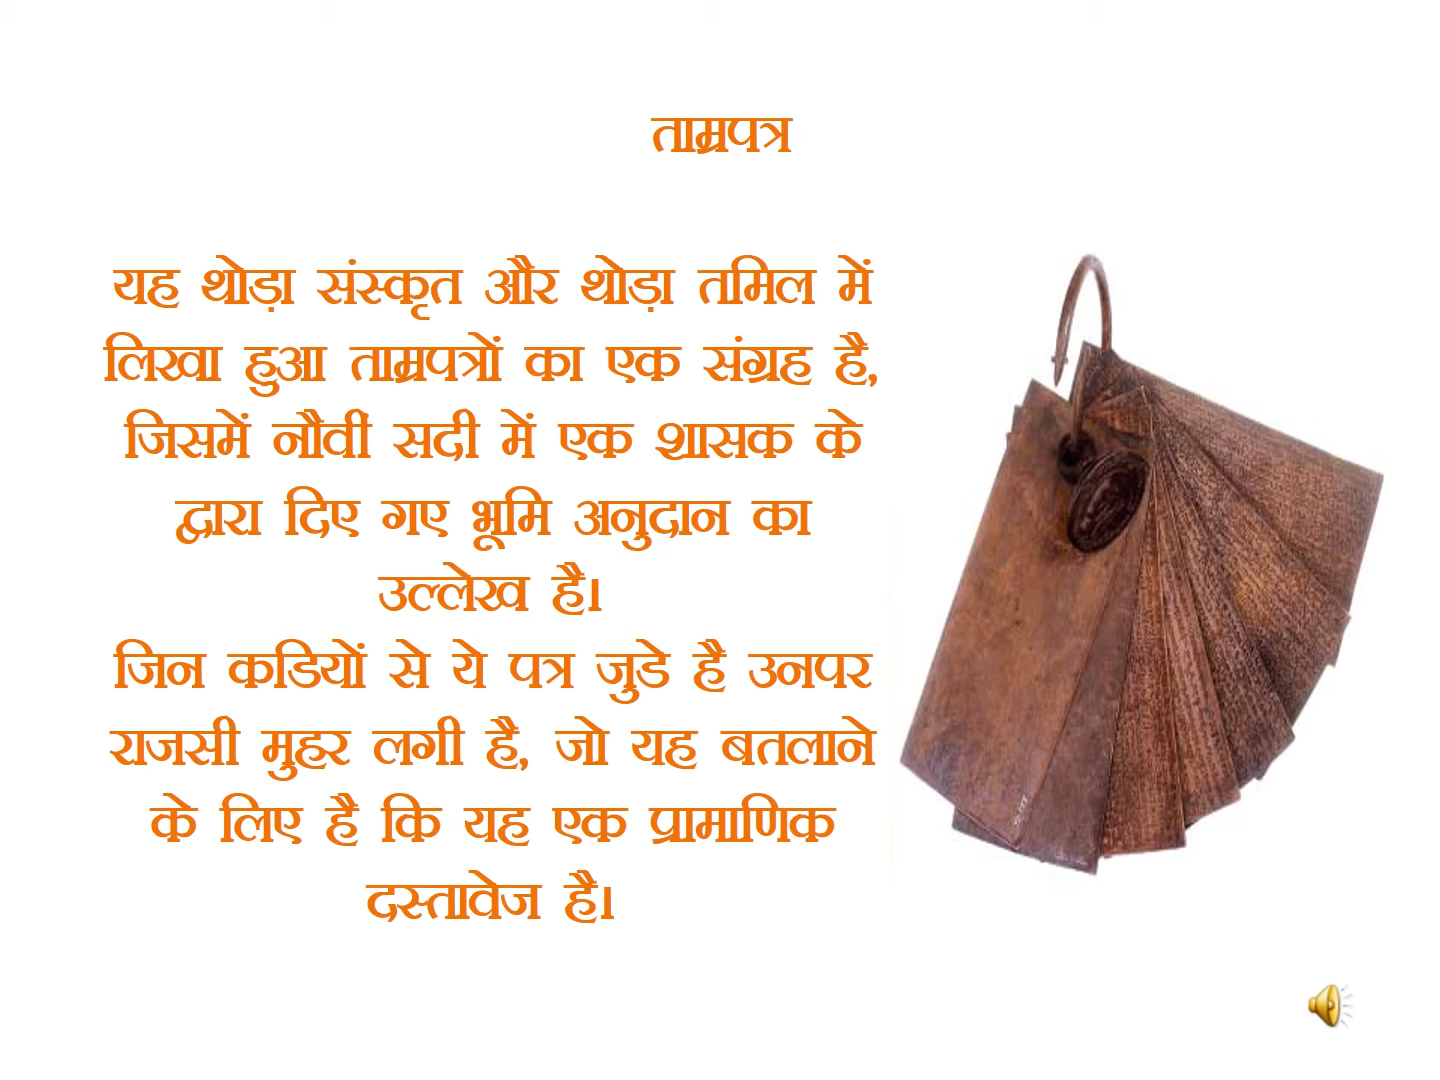 ताम्रपत्र
यह थोड़ा संस्कृत और थोड़ा तमिल में
लिखा हुआ ताम्रपत्रों का एक संग्रह है,
जिसमें नौवीं सदी में एक शासक के
द्वारा दिए गए भूमि अनुदान का
उल्लेख है।
जिन कडियों से ये पत्र जुडे है उनपर
राजसी मुहर लगी है, जो यह बतलाने
के लिए है कि यह एक प्रामाणिक
दस्तावेज है।